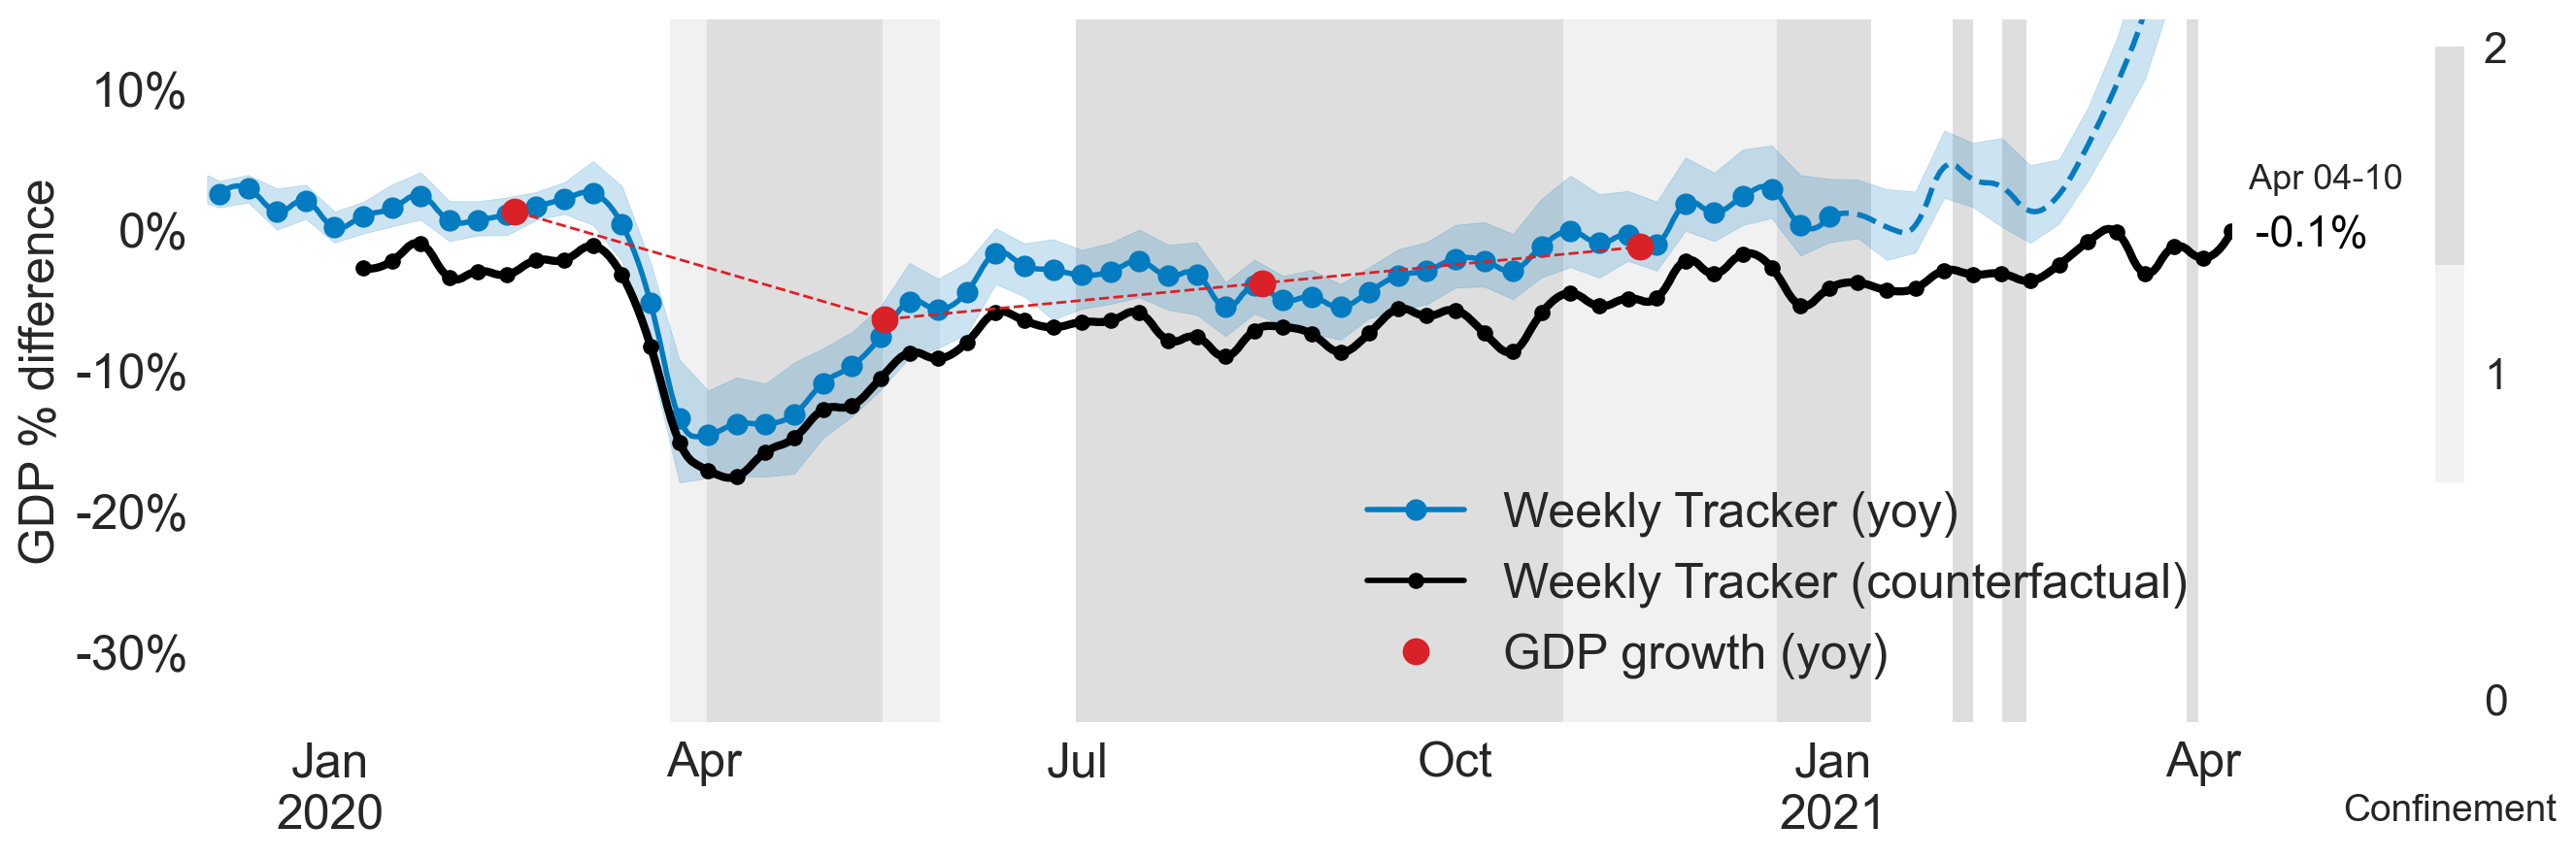 GDP % difference
10%
0%
-10%
-20%
-30%
Weekly Tracker (yoy)
Weekly Tracker (counterfactual)
GDP growth (yoy)
Apr 04-10
-0.1%
2
1
0
Jan
2020
Apr
Jul
Oct
Jan
2021
Apr
Confinement